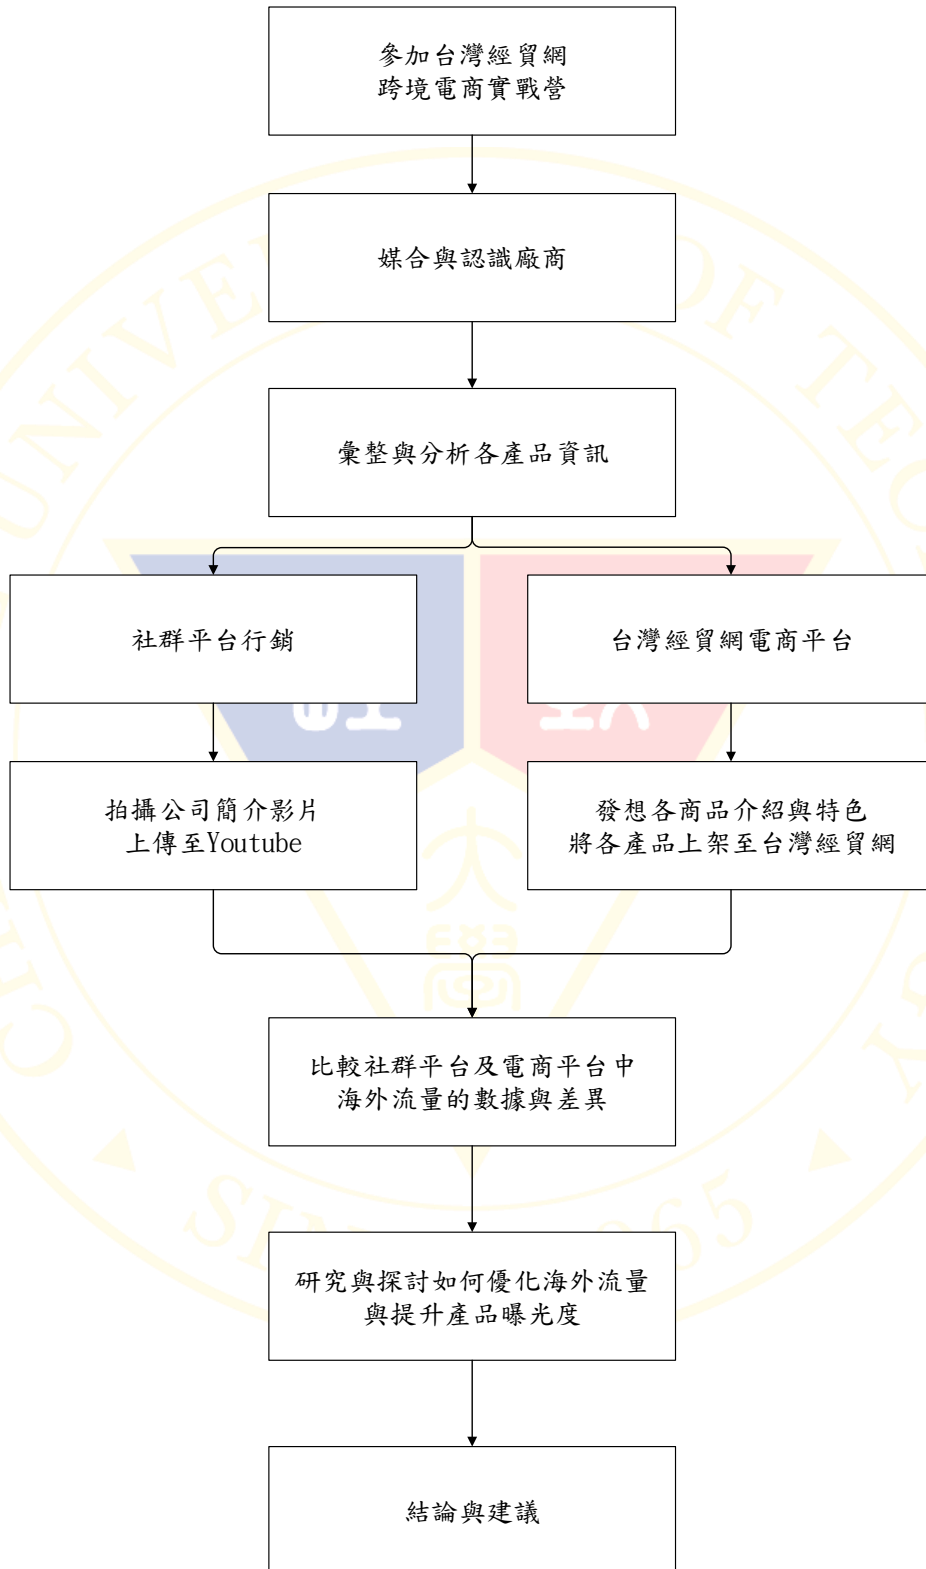 參加台灣經貿網
跨境電商實戰營
媒合與認識廠商
彙整與分析各產品資訊
社群平台行銷
台灣經貿網電商平台
拍攝公司簡介影片
上傳至Youtube
發想各商品介紹與特色
將各產品上架至台灣經貿網
比較社群平台及電商平台中
海外流量的數據與差異
研究與探討如何優化海外流量
與提升產品曝光度
結論與建議